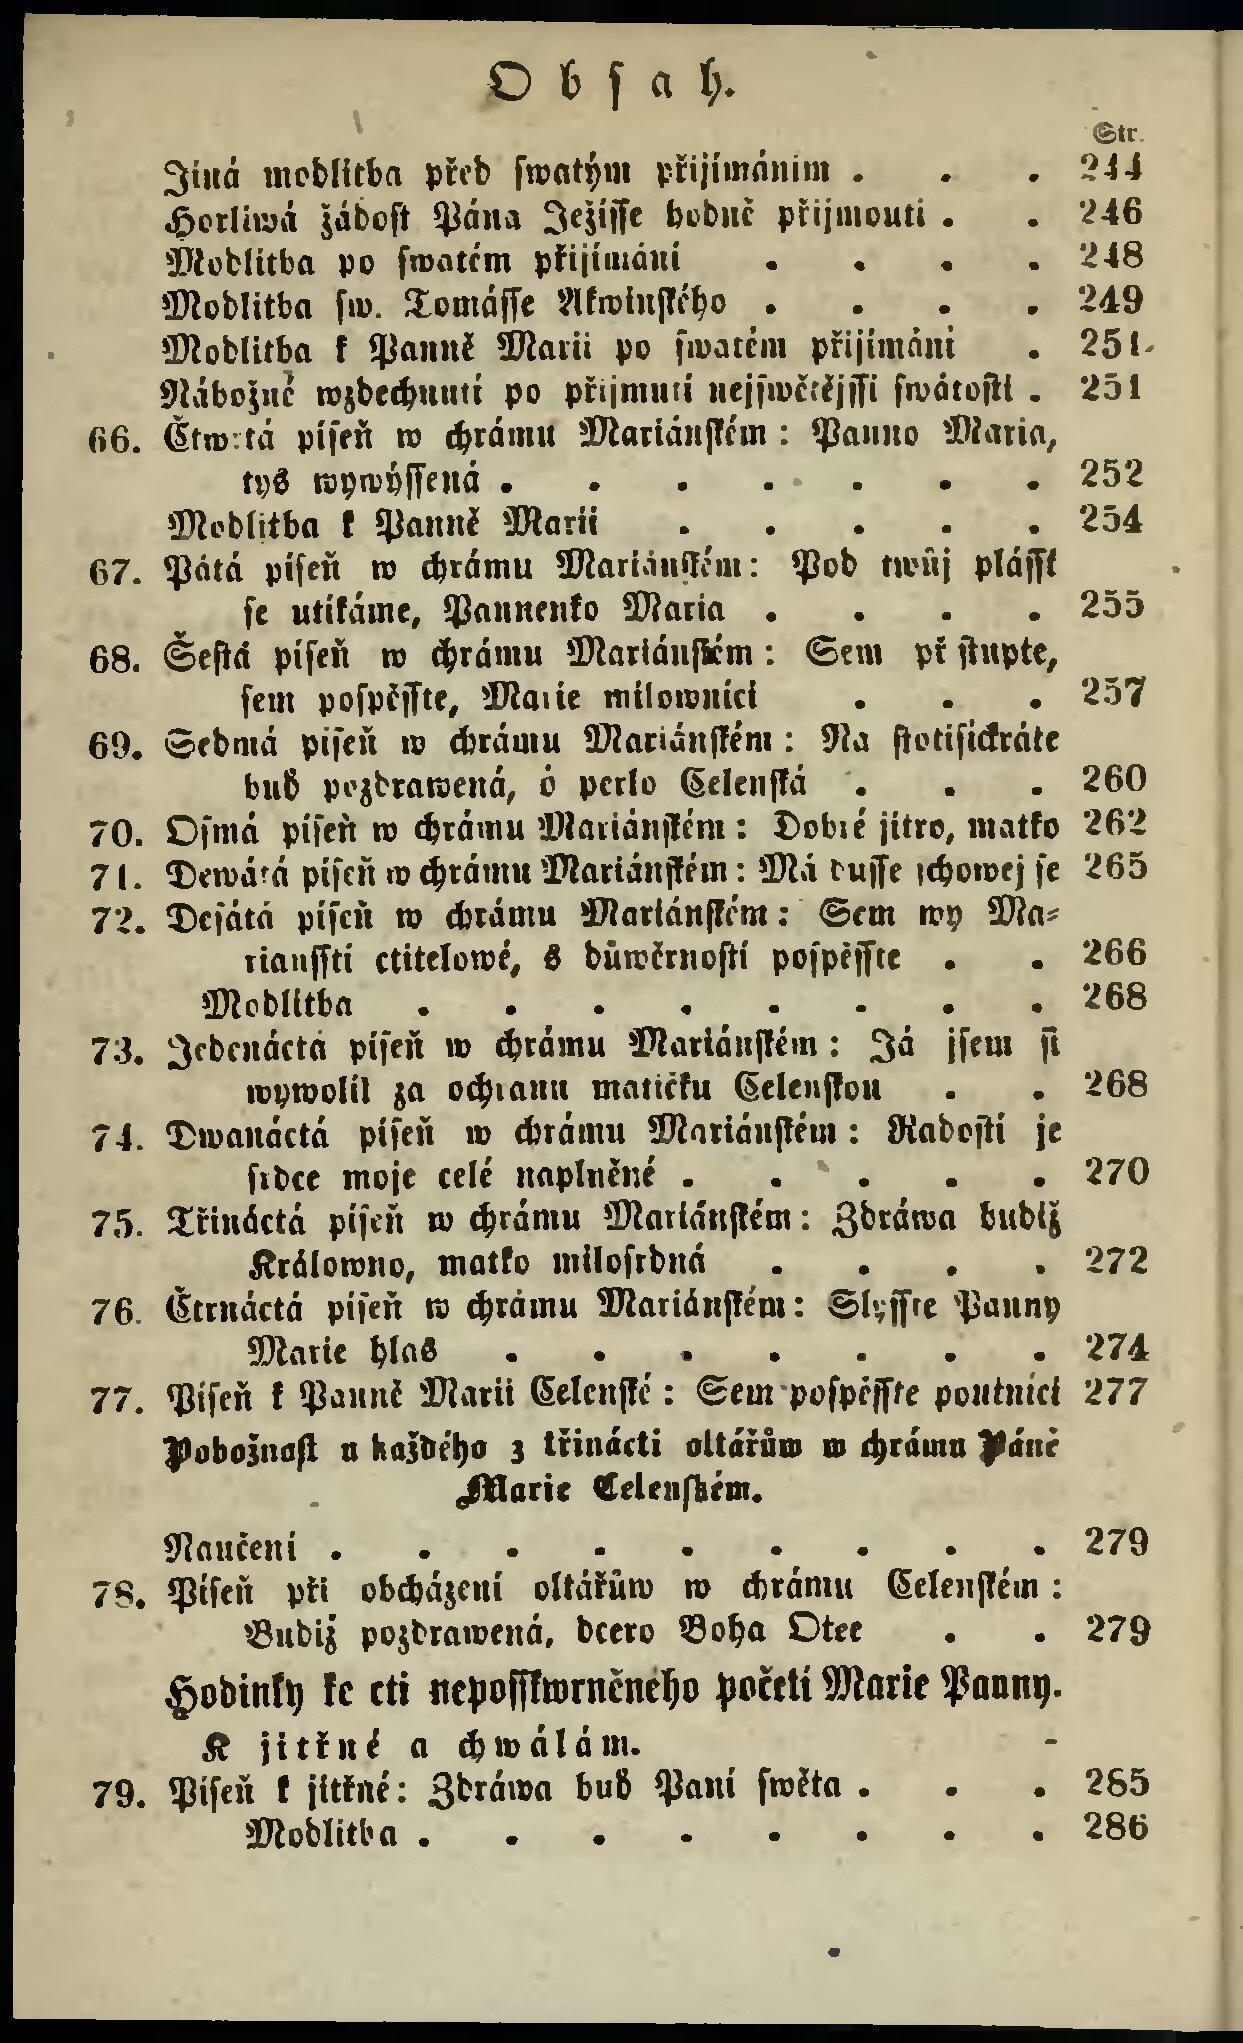 Obsah.
Str.
Jiná modlitba před swatým přijímánim . . . 244
Horliwá žádost Pána Ježísse hodně přijmouti . . 246
Modlitba po swatém přijímání . . . . 248
Modlitba sw. Tomásse Akwinského . . . . 249
Modlitba k Panně Marii po swatém přijímáni . 251.
Nábožné wzdechnutí po přijmutí nejswětějssi swátosti . 251
66. Čtwrtá píseň w chrámu Mariánském: Panno Maria,
tys wywýssená . . . . . . . 252
Modlitba k Panně Marii . . . . . 254
67. Pátá píseň w chrámu Mariánském: Pod twůj plásst
se utíkáme, Pannenko Maria . . . . 255
68. Šestá píseň w chrámu Mariánském: Sem př stupte,
sem pospěsste, Marie milownici . . . 257
69. Sedmá píseň w chrámu Mariánském: Na stotisickráte
buď pozdrawená, ó perlo Celenská . . . 260
70. Osmá píseň w chrámu Mariánském: Dobré jitro, matko 262
71. Dewátá píseň w chrámu Mariánském: Má dusse schowej se 265
72. Desátá píseň w chrámu Mariánském: Sem wy Ma-
riansstí ctitelowé, s důwěrností pospěsste . . 266
Modlitba . . . . . . . . 268
73. Jedenáctá píseň w chrámu Mariánském: Já jsem si
wywolil za ochranu matičku Celenskou . . 268
74. Dwanáctá píseň w chrámu Mariánském: Radosti je
srdce moje celé naplněné . . . . . 270
75. Třináctá píseň w chrámu Mariánském: Zdráwa budiž
Králowno, matko milosrdná . . . . 272
76. Čtrnáctá píseň w chrámu Mariánském: Slysste Panny
Marie hlas . . . . . . . 274
77. Píseň k Panně Marii Celenské: Sem pospěsste poutníci 277
Pobožnost u každého z třinácti oltářůw w chrámu Páně
Marie Celenském.
Naučení . . . . . . . . . 279
78. Píseň při obcházení oltářůw w chrámu Celenském:
Budiž pozdrawená, dcero Boha Otce . . 279
Hodinky ke cti neposskwrněného početí Marie Panny.
K jitřné a chwálám.
79. Píseň k jitřné: Zdráwa buď Paní swěta . . . 285
Modlitba . . . . . . . . 286